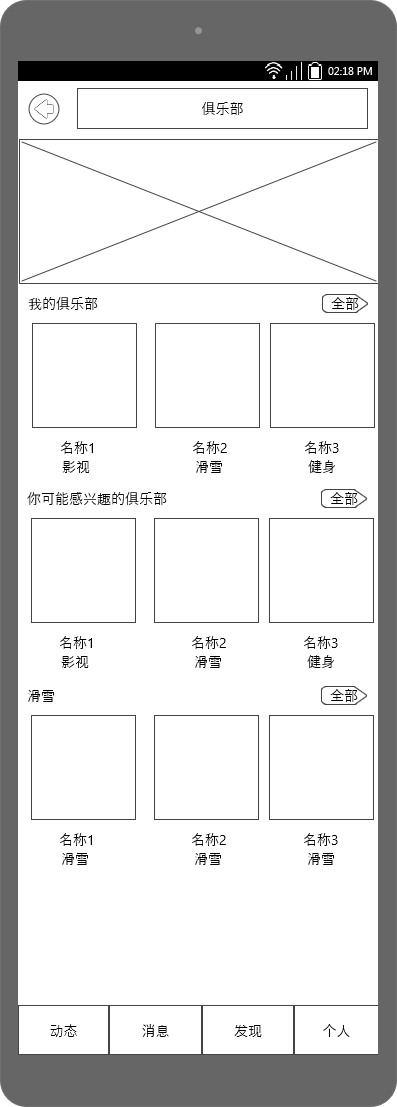 02:18 PM
俱乐部
我的俱乐部
全部
名称1
名称2
名称3
影视
滑雪
健身
你可能感兴趣的俱乐部
全部
名称1
名称2
名称3
影视
滑雪
健身
滑雪
全部
名称1
名称2
名称3
滑雪
滑雪
滑雪
动态
消息
发现
个人